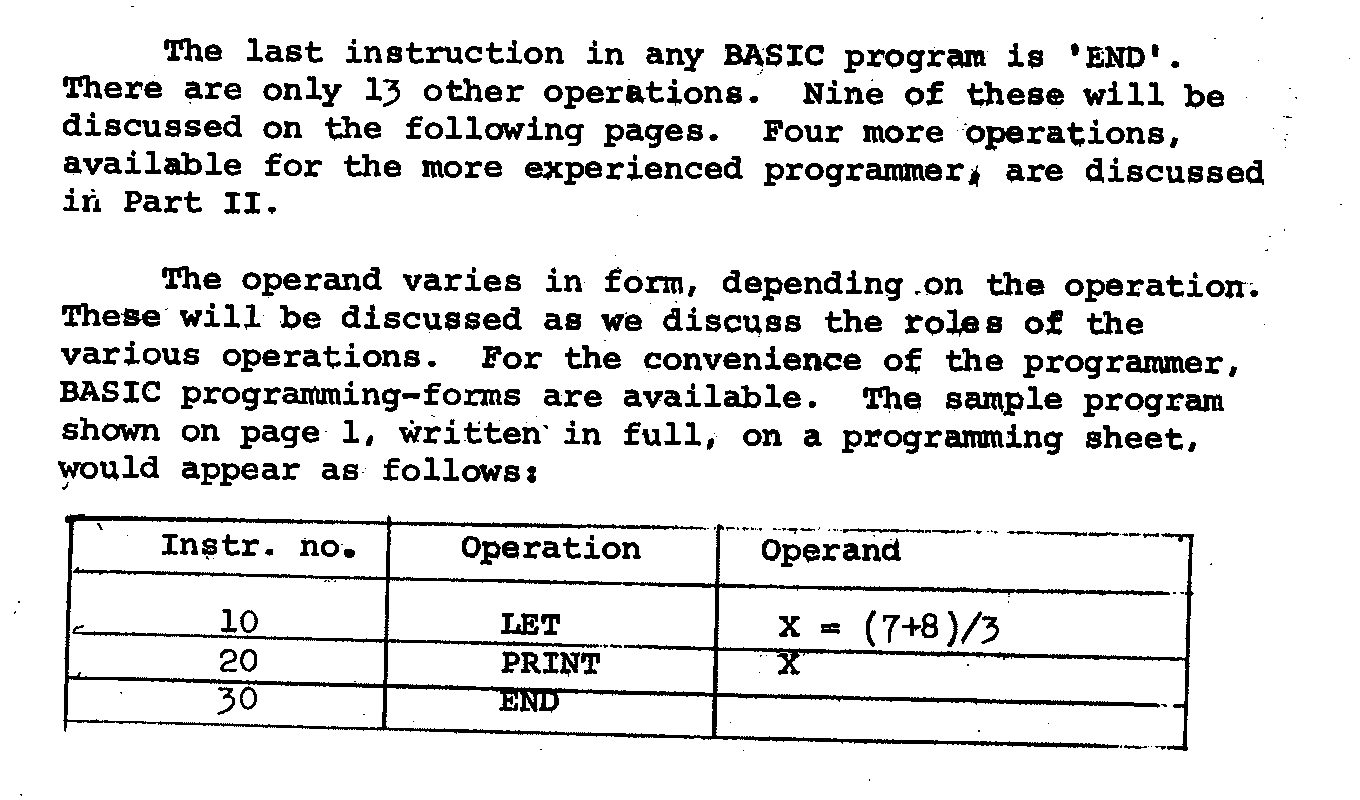 The last instruction in any BASIC program is 'END'.
There are only 13 other operations. Nine of these will be
discussed on the following pages. Four more operations,
available for the more experienced programmer, are discussed
in Part II.
The operand varies in form, depending on the operation.
These will be discussed as we discuss the roles of the
various operations. For the convenience of the programmer,
BASIC programming-forms are available. The sample program
shown on page 1, written in full, on a programming sheet,
would appear as follows:
Instr. no. Operation Operand
10 LET X = (7+8)/3
20 PRINT X
30 END